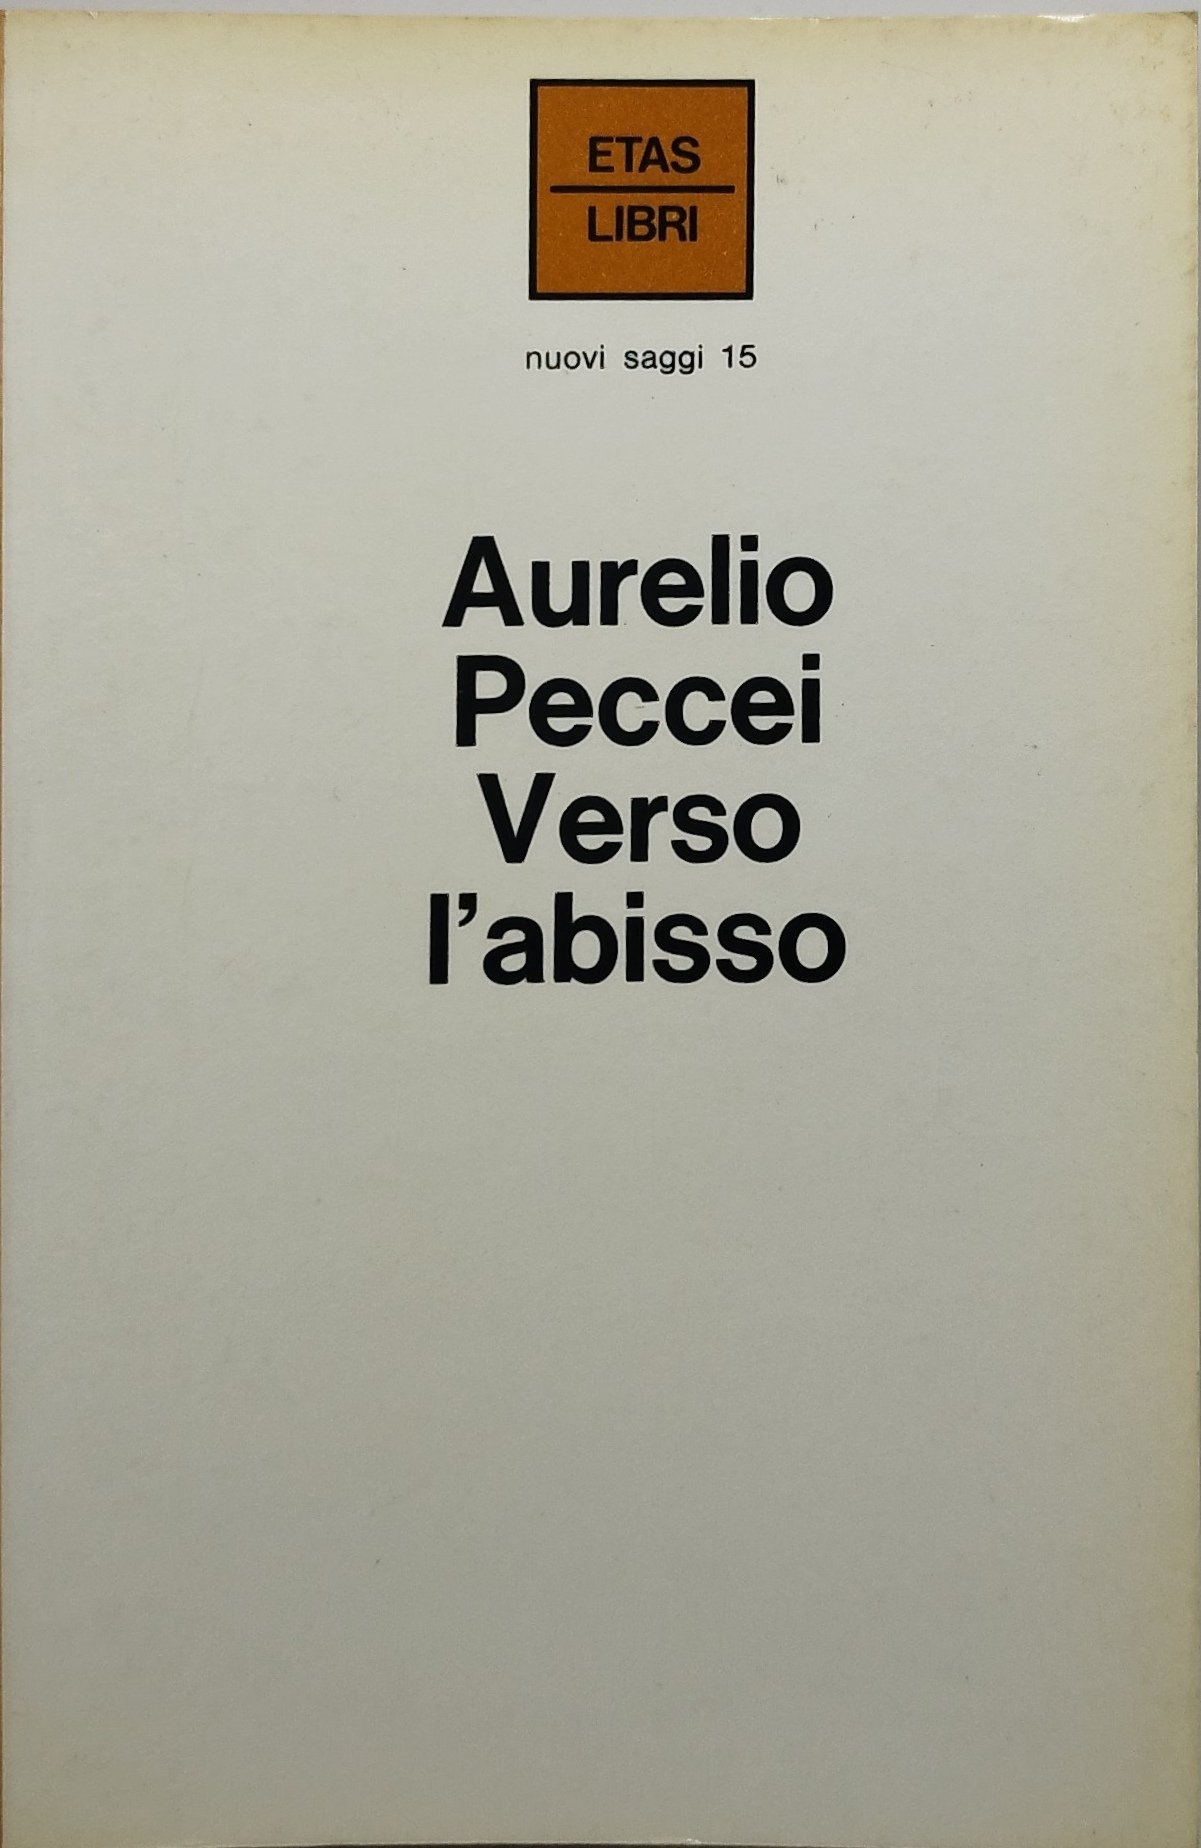 ETAS
LIBRI
nuovi saggi 15
Aurelio
Peccei
Verso
l'abisso